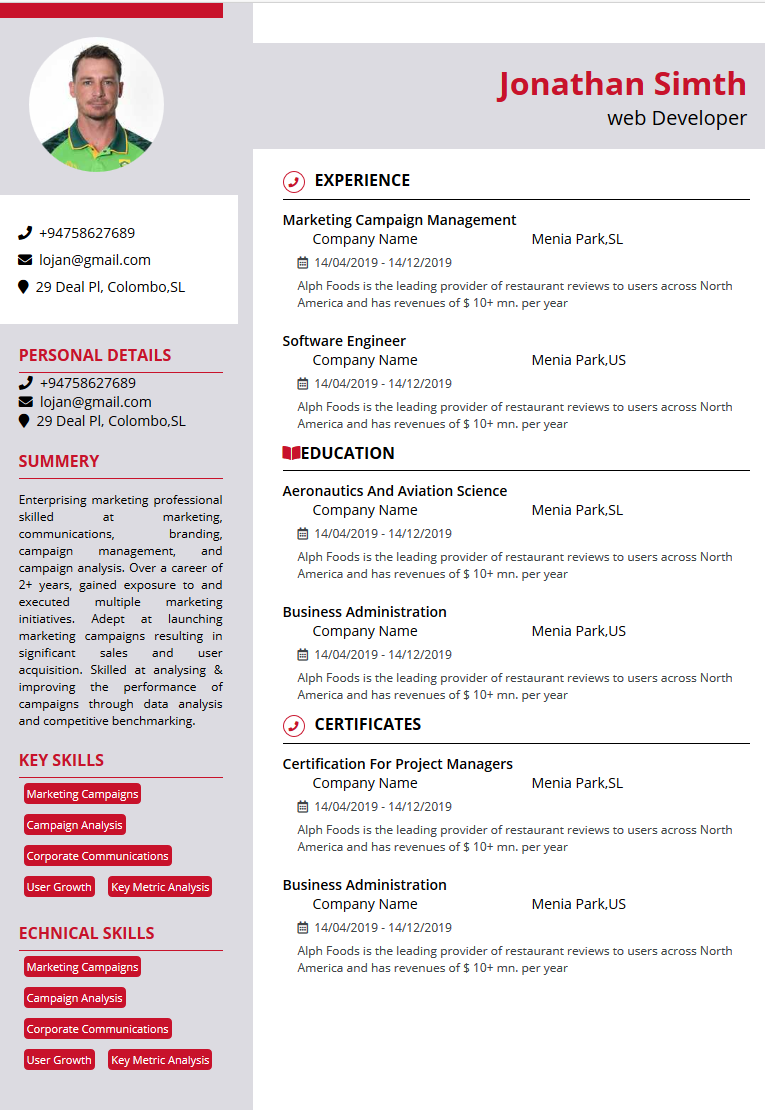 +94758627689
lojan@gmail.com
29 Deal Pl, Colombo,SL
PERSONAL DETAILS
+94758627689
lojan@gmail.com
29 Deal Pl, Colombo,SL
SUMMERY
Enterprising marketing professional
skilled at marketing,
communications, branding,
campaign management, and
campaign analysis. Over a career of
2+ years, gained exposure to and
executed multiple marketing
initiatives. Adept at launching
marketing campaigns resulting in
significant sales and user
acquisition. Skilled at analysing &
improving the performance of
campaigns through data analysis
and competitive benchmarking.
KEY SKILLS
Marketing Campaigns
Campaign Analysis
Corporate Communications
User Growth Key Metric Analysis
ECHNICAL SKILLS
Marketing Campaigns
Campaign Analysis
Corporate Communications
User Growth Key Metric Analysis
Jonathan Simth
web Developer
EXPERIENCE
Marketing Campaign Management
Company Name Menia Park,SL
14/04/2019 - 14/12/2019
Alph Foods is the leading provider of restaurant reviews to users across North
America and has revenues of $ 10+ mn. per year
Software Engineer
Company Name Menia Park,US
14/04/2019 - 14/12/2019
Alph Foods is the leading provider of restaurant reviews to users across North
America and has revenues of $ 10+ mn. per year
EDUCATION
Aeronautics And Aviation Science
Company Name Menia Park,SL
14/04/2019 - 14/12/2019
Alph Foods is the leading provider of restaurant reviews to users across North
America and has revenues of $ 10+ mn. per year
Business Administration
Company Name Menia Park,US
14/04/2019 - 14/12/2019
Alph Foods is the leading provider of restaurant reviews to users across North
America and has revenues of $ 10+ mn. per year
CERTIFICATES
Certification For Project Managers
Company Name Menia Park,SL
14/04/2019 - 14/12/2019
Alph Foods is the leading provider of restaurant reviews to users across North
America and has revenues of $ 10+ mn. per year
Business Administration
Company Name Menia Park,US
14/04/2019 - 14/12/2019
Alph Foods is the leading provider of restaurant reviews to users across North
America and has revenues of $ 10+ mn. per year